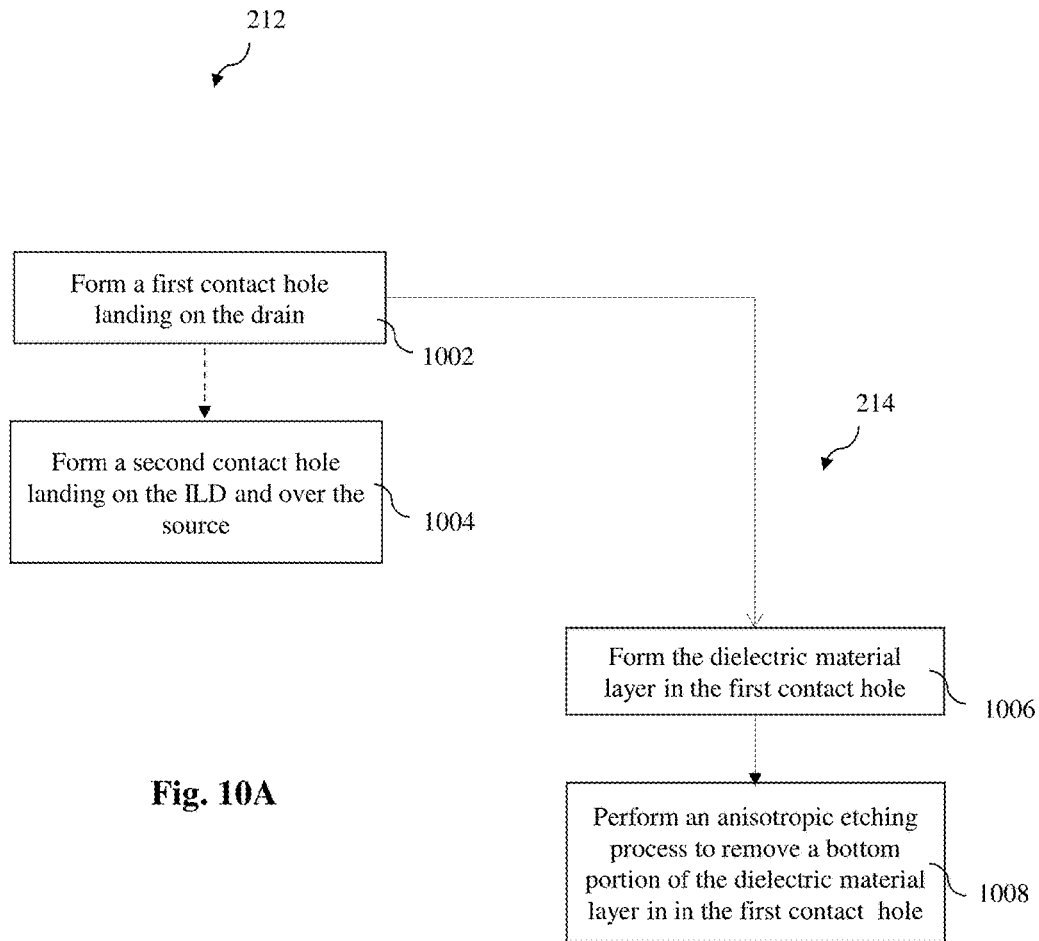 212
Form a first contact hole
landing on the drain
1002
214
Form a second contact hole
landing on the ILD and over the
source
1004
Form the dielectric material
layer in the first contact hole
1006
Fig. 10A
Perform an anisotropic etching
process to remove a bottom
portion of the dielectric material
layer in in the first contact hole
1008